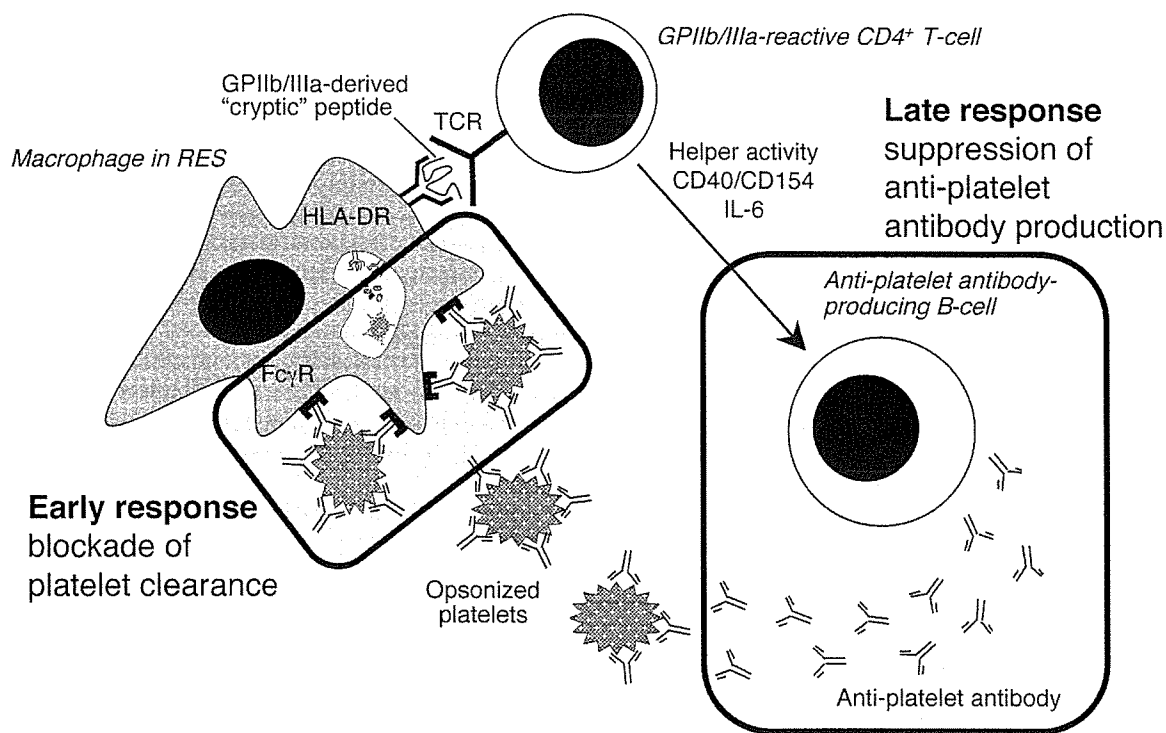 GPIIb/IIIa-reactive CD4⁺ T-cell
GPIIb/IIIa-derived
“cryptic” peptide
TCR
Macrophage in RES
HLA-DR
FcγR
Helper activity
CD40/CD154
IL-6
Late response
suppression of
anti-platelet
antibody production
Anti-platelet antibody-
producing B-cell
Early response
blockade of
platelet clearance
Opsonized
platelets
Anti-platelet antibody